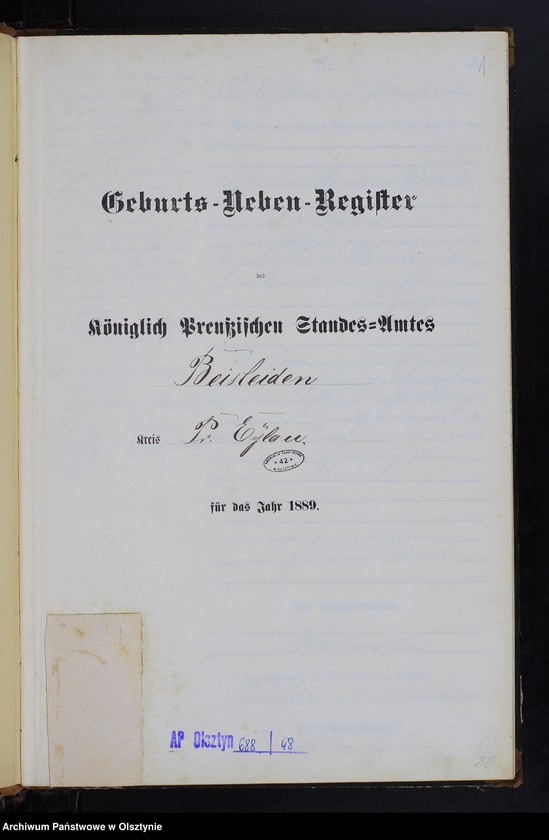 1
Geburts-Neben-Register
des
Königlich Preußischen Standes=Amtes
Beisleiden
Kreis Pr. Eylau.
42
für das Jahr 1889.
AP Olsztyn 688 / 48
Archiwum Państwowe w Olsztynie